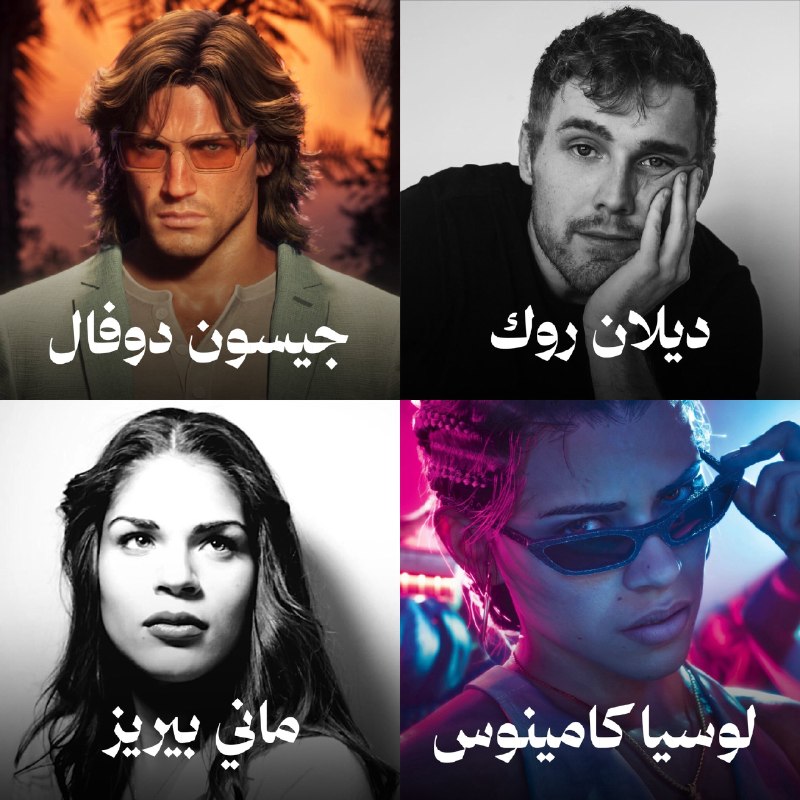 جيسون دوفال
ديلان روك
ماني بيريز
لوسيا كامينوس